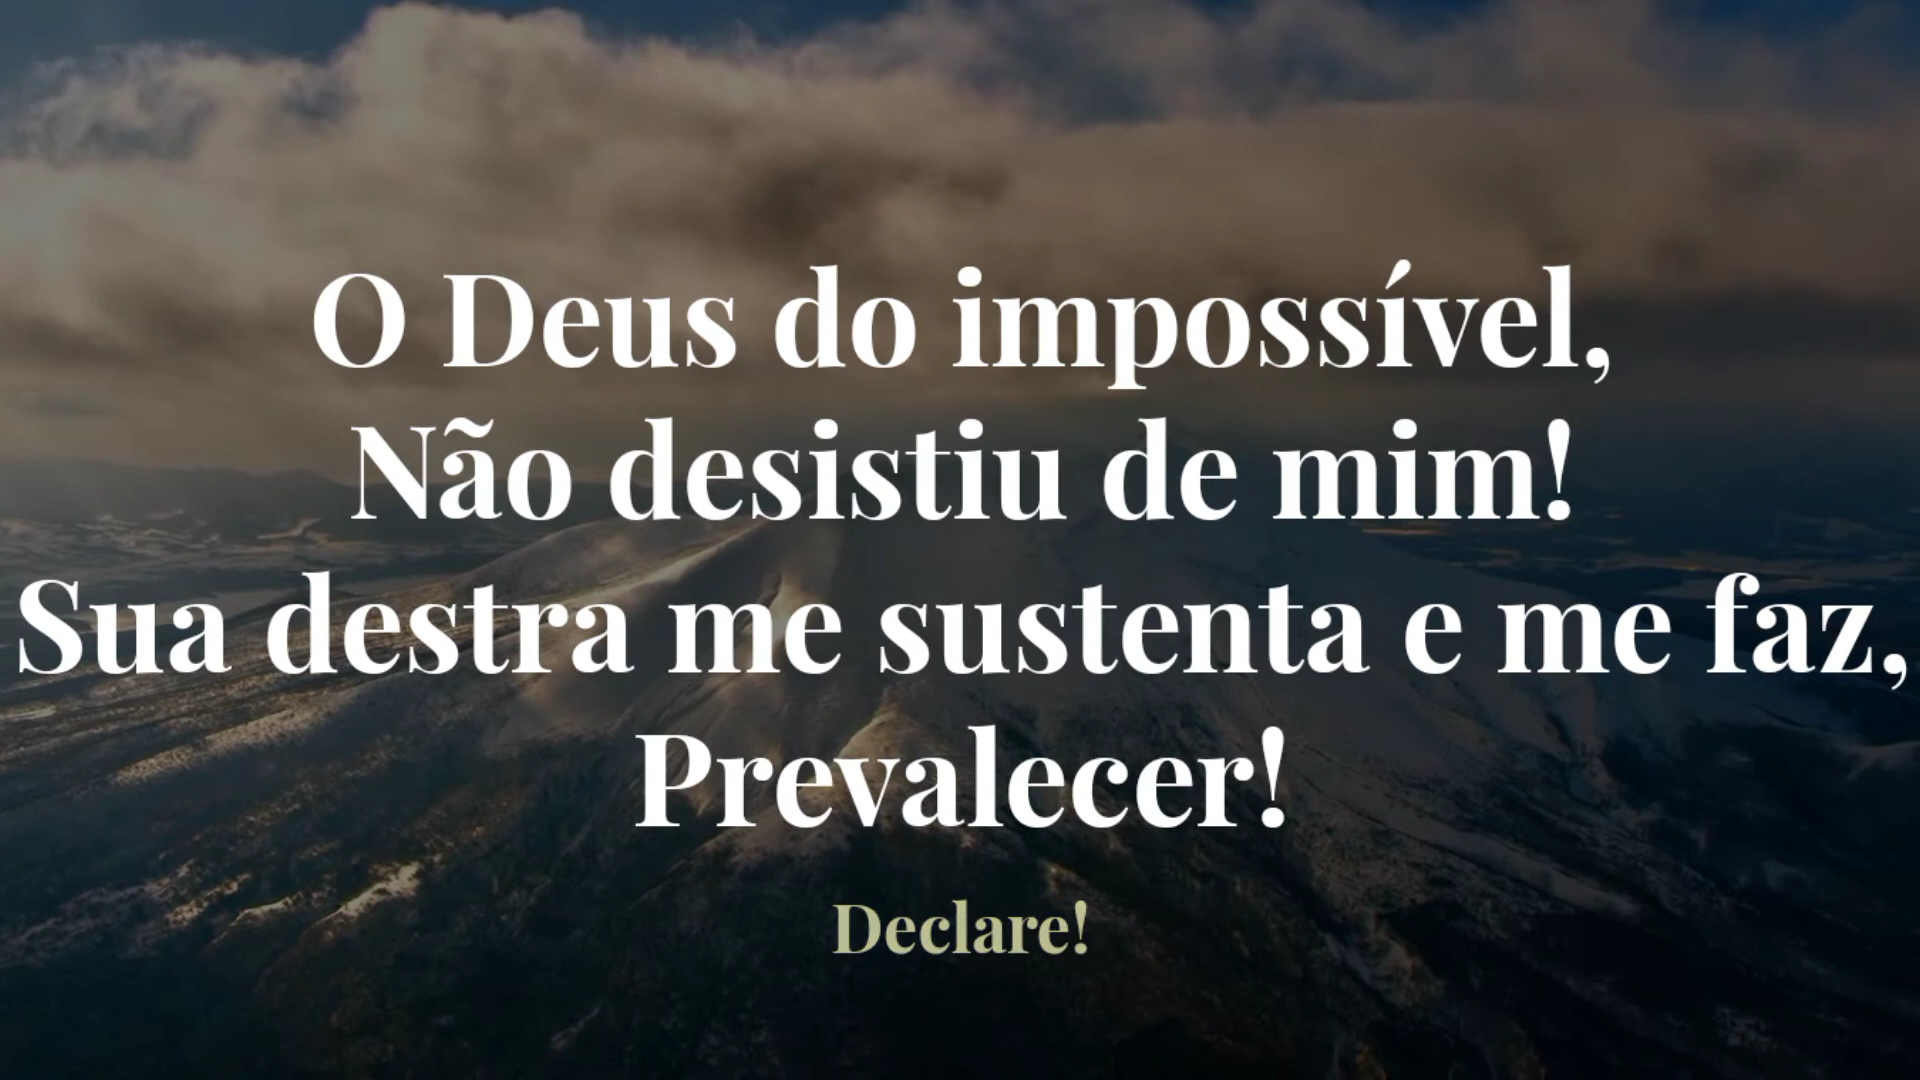 O Deus do impossível,
Não desistiu de mim!
Sua destra me sustenta e me faz,
Prevalecer!
Declare!